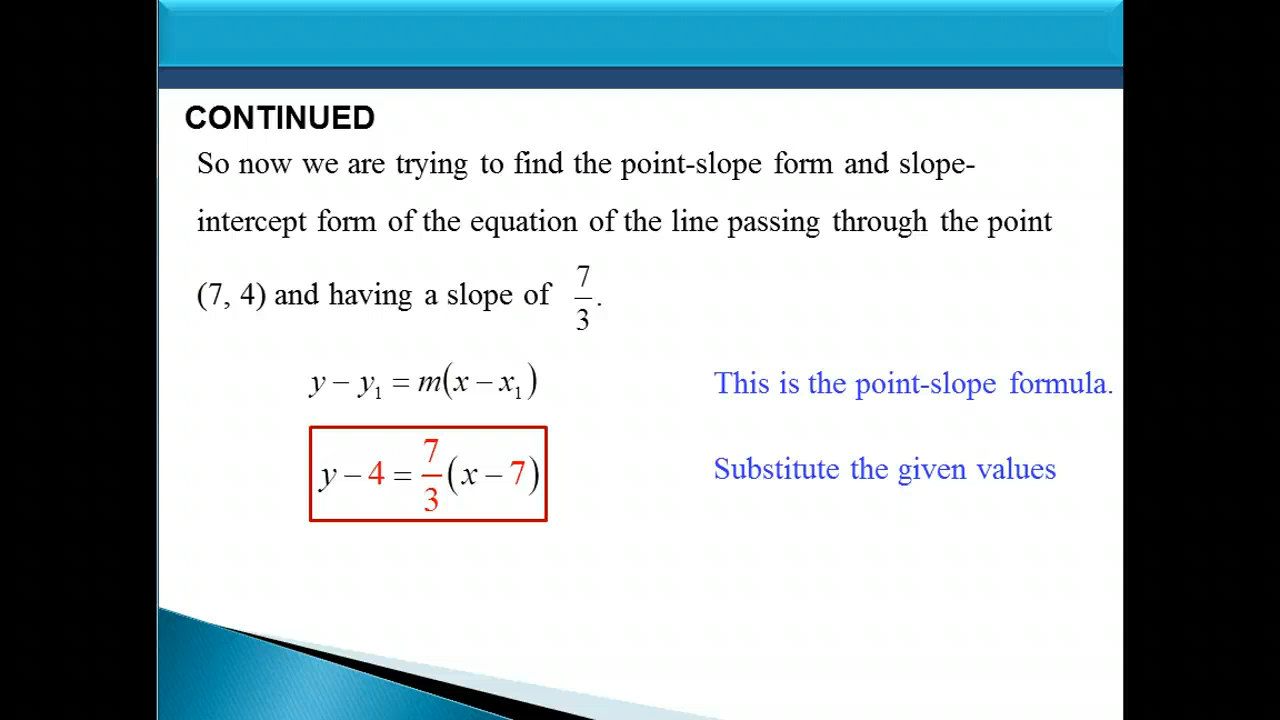 CONTINUED
So now we are trying to find the point-slope form and slope-
intercept form of the equation of the line passing through the point
(7, 4) and having a slope of 7/3.
y − y₁ = m(x − x₁) This is the point-slope formula.
y − 4 = 7/3 (x − 7) Substitute the given values